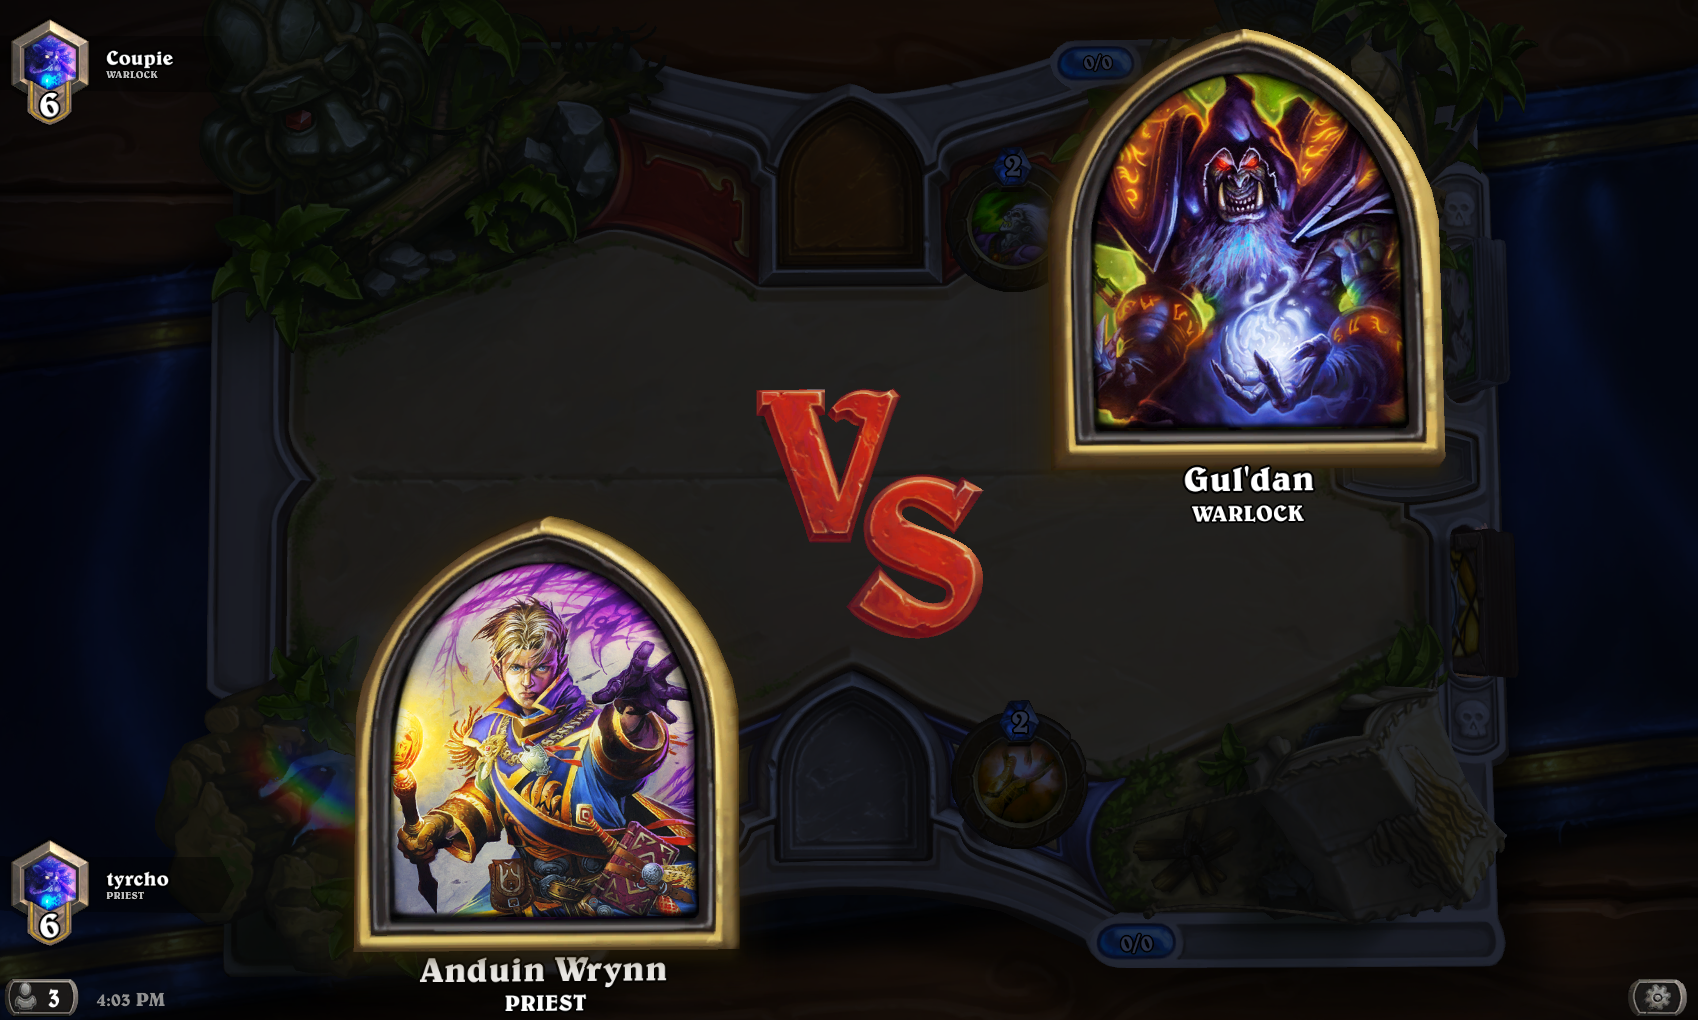 Coupie
WARLOCK
6
0/0
2
Gul'dan
WARLOCK
VS
2
tyrcho
PRIEST
6
0/0
Anduin Wrynn
PRIEST
3
4:03 PM